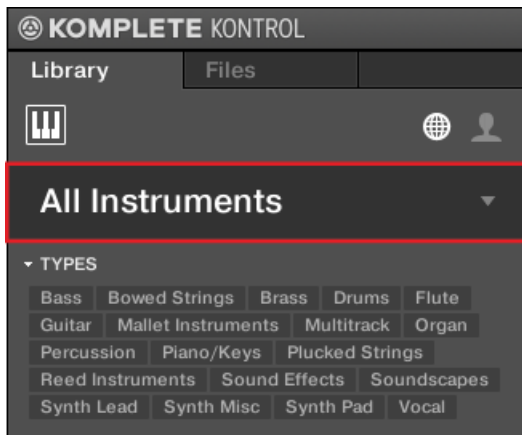 KOMPLETE KONTROL
Library Files
All Instruments
TYPES
Bass Bowed Strings Brass Drums Flute
Guitar Mallet Instruments Multitrack Organ
Percussion Piano/Keys Plucked Strings
Reed Instruments Sound Effects Soundscapes
Synth Lead Synth Misc Synth Pad Vocal